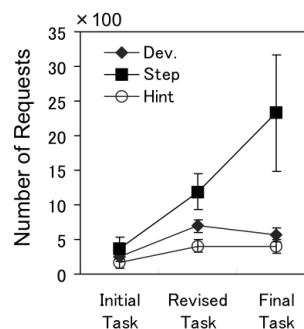 ×100
35
30
25
20
15
10
5
0
Number of Requests
Dev.
Step
Hint
Initial Revised Final
Task Task Task